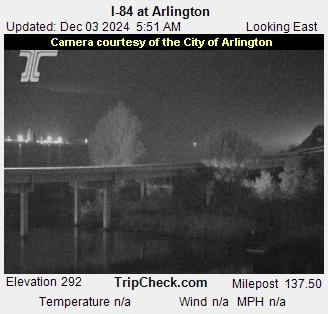 I-84 at Arlington
Updated: Dec 03 2024 5:51 AM Looking East
Camera courtesy of the City of Arlington
Elevation 292 TripCheck.com Milepost 137.50
Temperature n/a Wind n/a MPH n/a